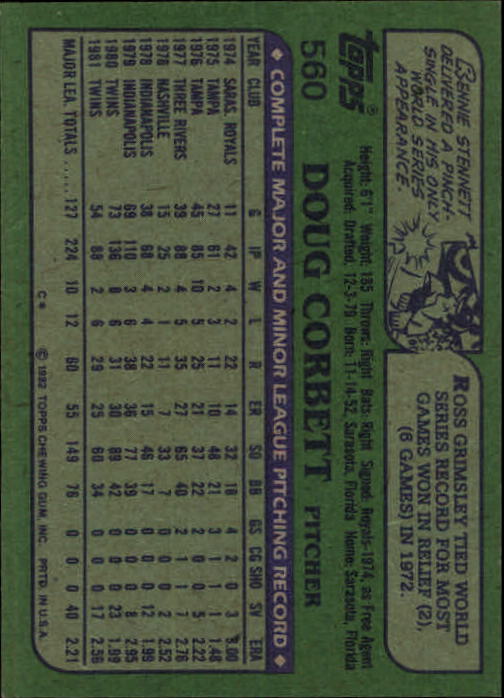 RENNIE STENNETT
DELIVERED A PINCH-
SINGLE IN HIS ONLY
WORLD SERIES
APPEARANCE.
ROSS GRIMSLEY TIED WORLD
SERIES RECORD FOR MOST
GAMES WON IN RELIEF (2),
(6 GAMES) IN 1972.
topps®
Height: 6'1" Weight: 185 Throws: Right Bats: Right Signed: Royals-1974, as Free Agent
Acquired: Drafted, 12-3-79 Born: 11-14-52, Sarasota, Florida Home: Sarasota, Florida
560 DOUG CORBETT PITCHER
◆ COMPLETE MAJOR AND MINOR LEAGUE PITCHING RECORD ◆
YEAR CLUB G IP W L R ER SO BB GS CG SHO SV ERA
1974 SARAS. ROYALS 11 42 4 2 22 14 32 18 4 2 0 3 3.00
1975 TAMPA 27 61 2 3 11 10 48 21 3 1 1 1 1.48
1976 TAMPA 45 85 10 5 25 21 37 22 0 0 0 5 2.22
1977 THREE RIVERS 39 88 4 5 35 27 65 40 2 1 1 7 2.76
1978 NASHVILLE 15 25 2 1 11 7 33 7 0 0 0 2 2.52
1978 INDIANAPOLIS 38 68 4 4 22 15 46 17 0 0 0 12 1.99
1979 INDIANAPOLIS 69 110 3 6 38 36 77 39 0 0 0 8 2.95
1980 TWINS 73 136 8 6 31 30 89 42 0 0 0 23 1.99
1981 TWINS 54 88 2 6 29 25 60 34 0 0 0 17 2.56
MAJOR LEA. TOTALS ..... 127 224 10 12 60 55 149 76 0 0 0 40 2.21
C* © 1982 TOPPS CHEWING GUM, INC. PRTD. IN U.S.A.